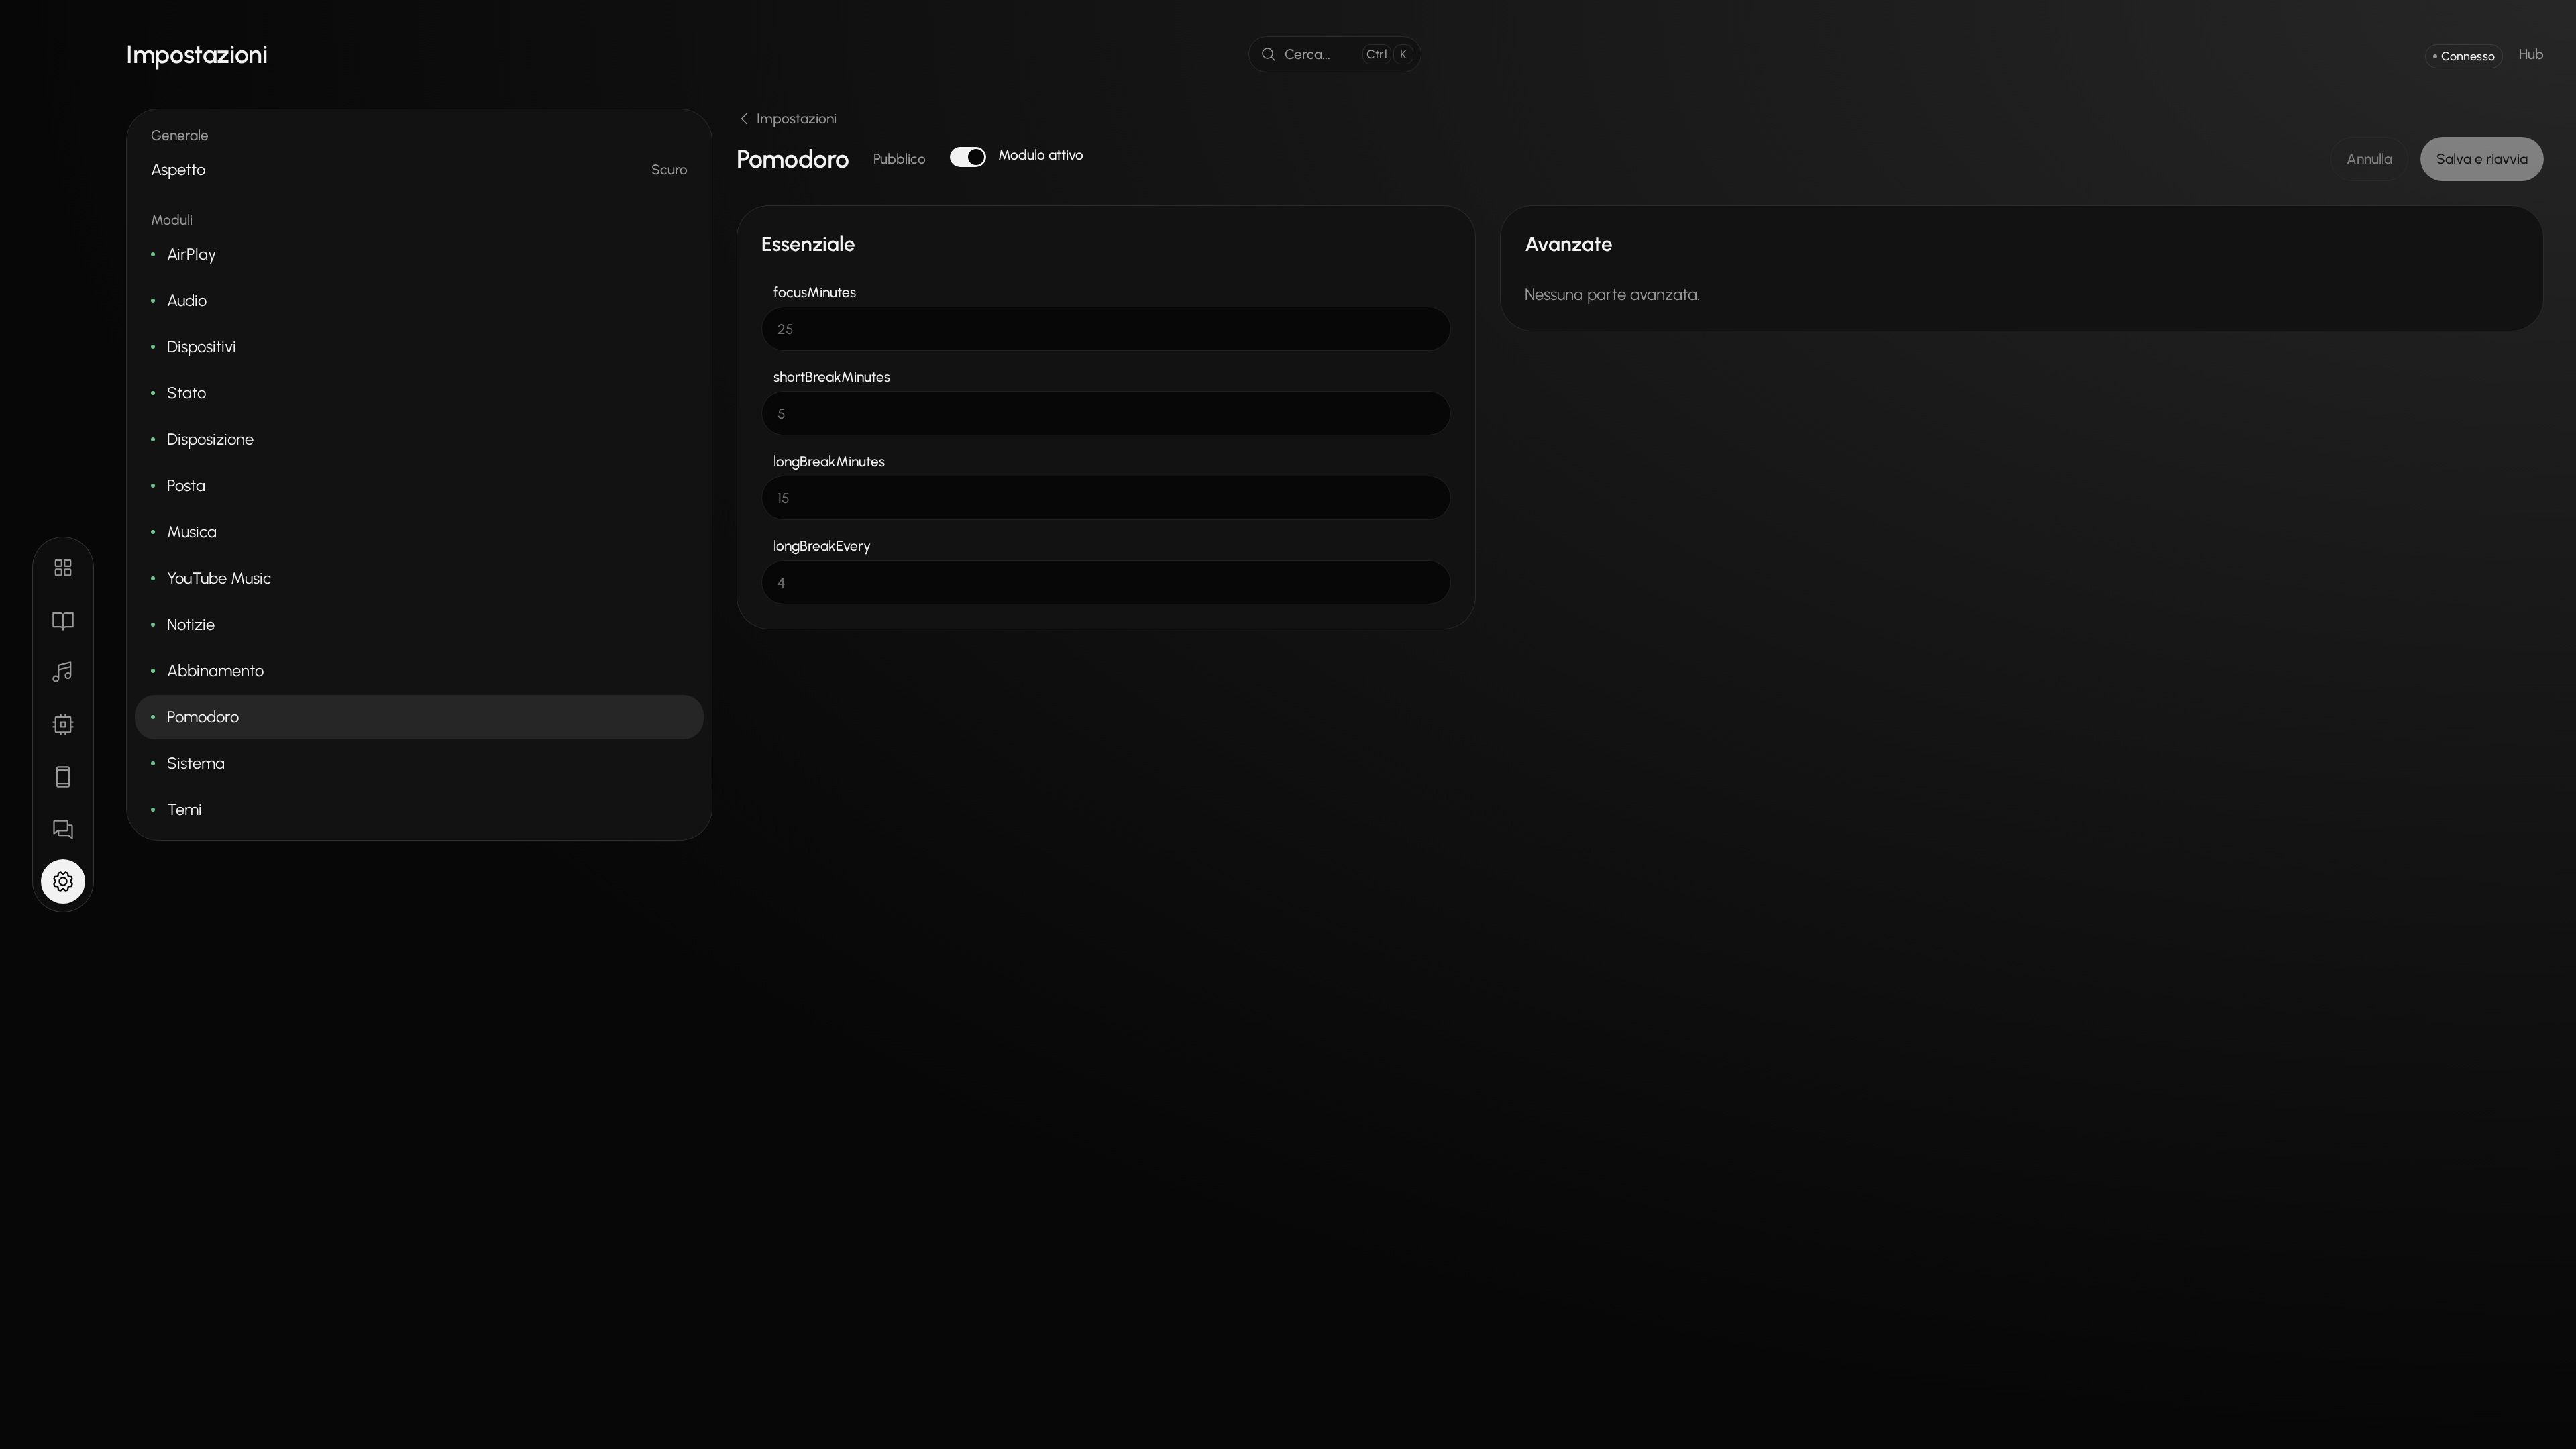 Impostazioni
Cerca... Ctrl K
Connesso Hub
Generale
Aspetto Scuro
Moduli
AirPlay
Audio
Dispositivi
Stato
Disposizione
Posta
Musica
YouTube Music
Notizie
Abbinamento
Pomodoro
Sistema
Temi
Impostazioni
Pomodoro Pubblico Modulo attivo
Annulla Salva e riavvia
Essenziale
focusMinutes
25
shortBreakMinutes
5
longBreakMinutes
15
longBreakEvery
4
Avanzate
Nessuna parte avanzata.